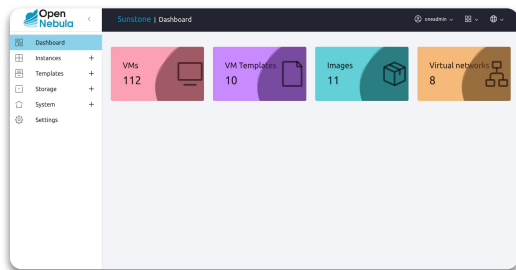 Open
Nebula
Sunstone | Dashboard
oneadmin
Dashboard
Instances
Templates
Storage
System
Settings
VMs
112
VM Templates
10
Images
11
Virtual networks
8